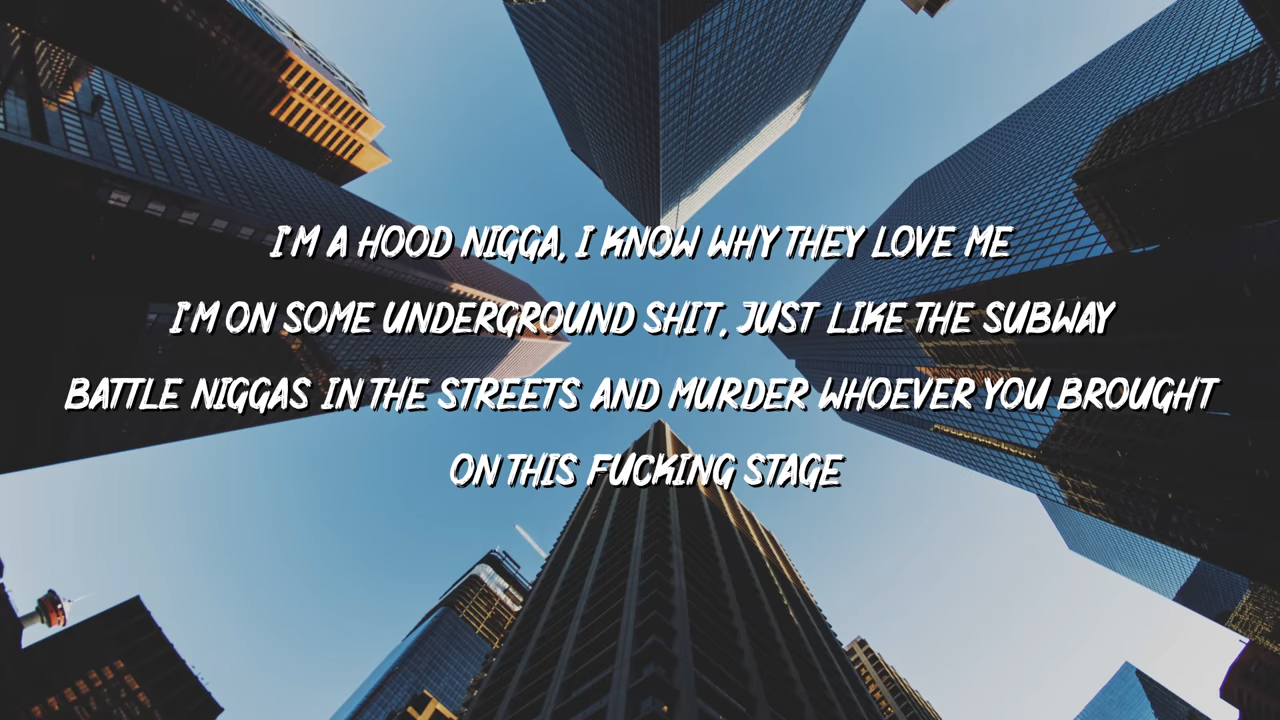 I'M A HOOD NIGGA, I KNOW WHY THEY LOVE ME
I'M ON SOME UNDERGROUND SHIT, JUST LIKE THE SUBWAY
BATTLE NIGGAS IN THE STREETS AND MURDER WHOEVER YOU BROUGHT
ON THIS FUCKING STAGE